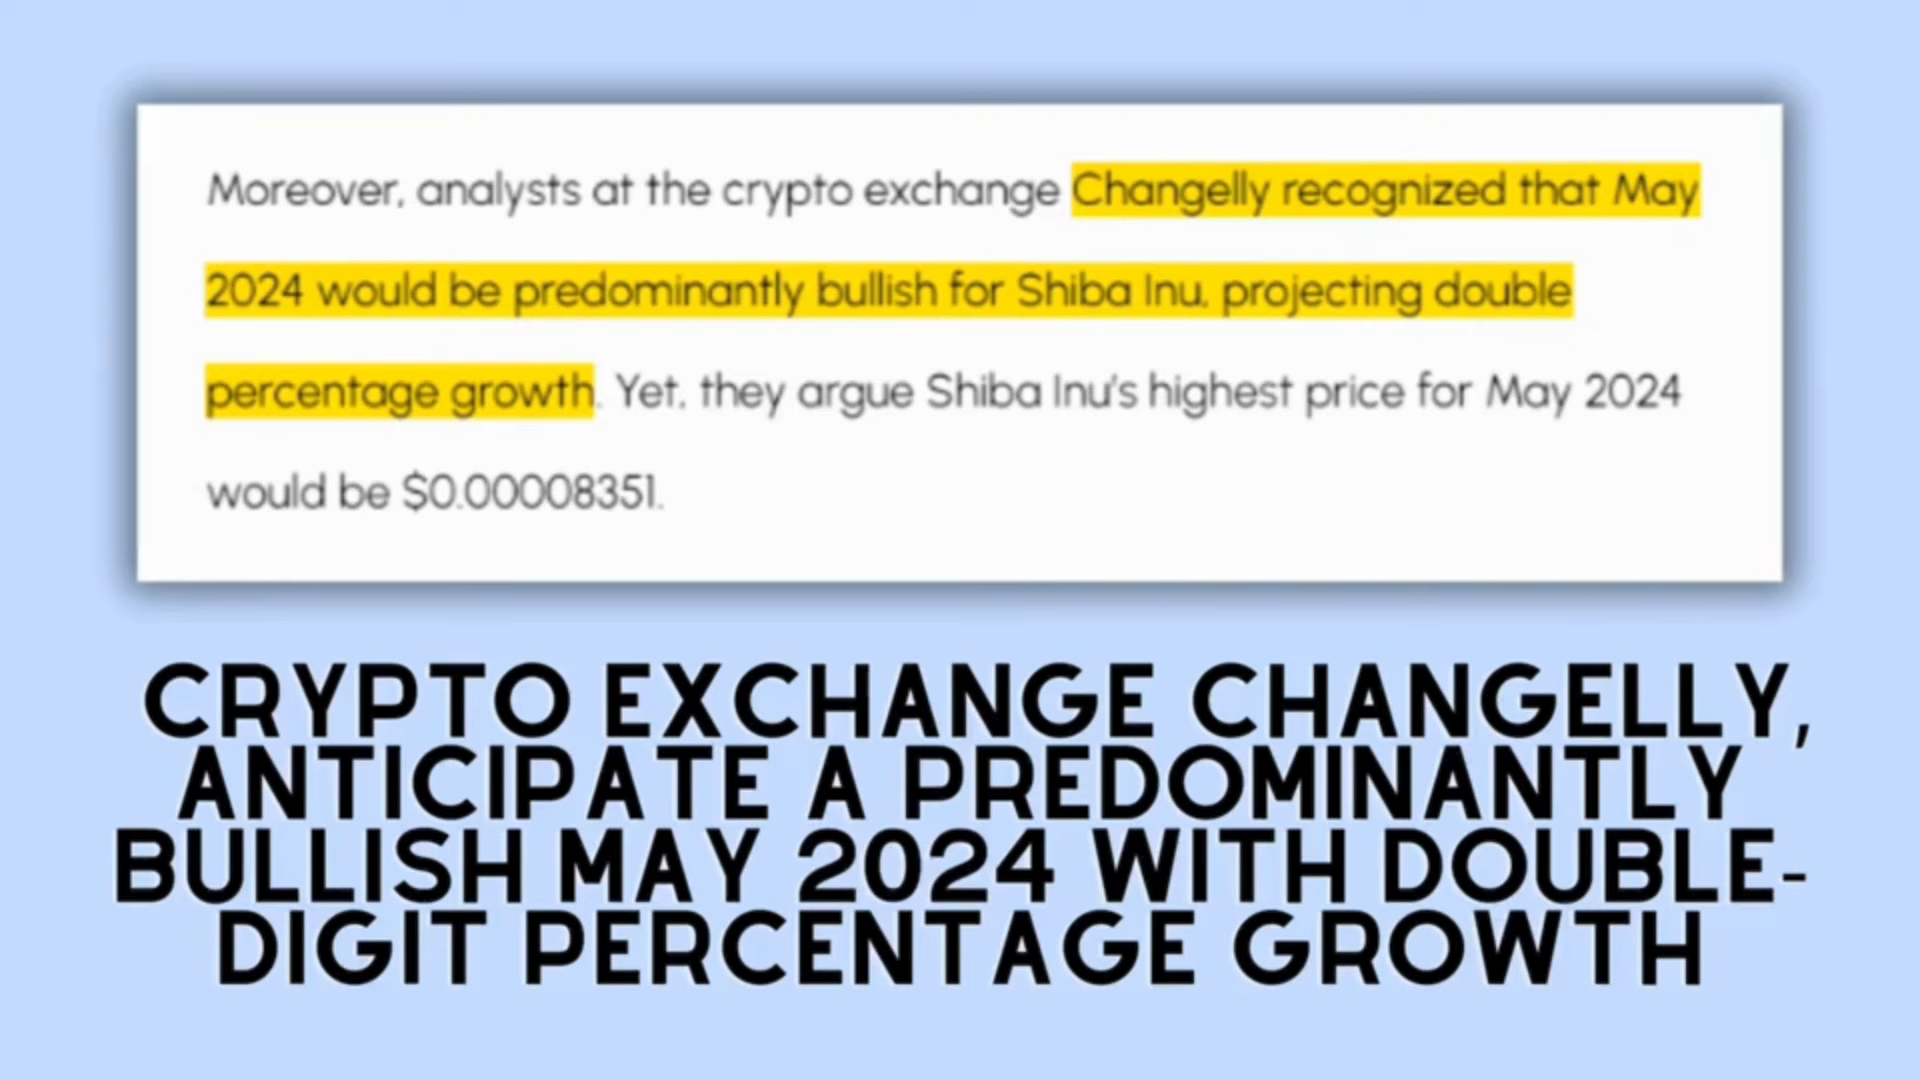 Moreover, analysts at the crypto exchange Changelly recognized that May
2024 would be predominantly bullish for Shiba Inu, projecting double
percentage growth. Yet, they argue Shiba Inu's highest price for May 2024
would be $0.00008351.
CRYPTO EXCHANGE CHANGELLY,
ANTICIPATE A PREDOMINANTLY
BULLISH MAY 2024 WITH DOUBLE-
DIGIT PERCENTAGE GROWTH